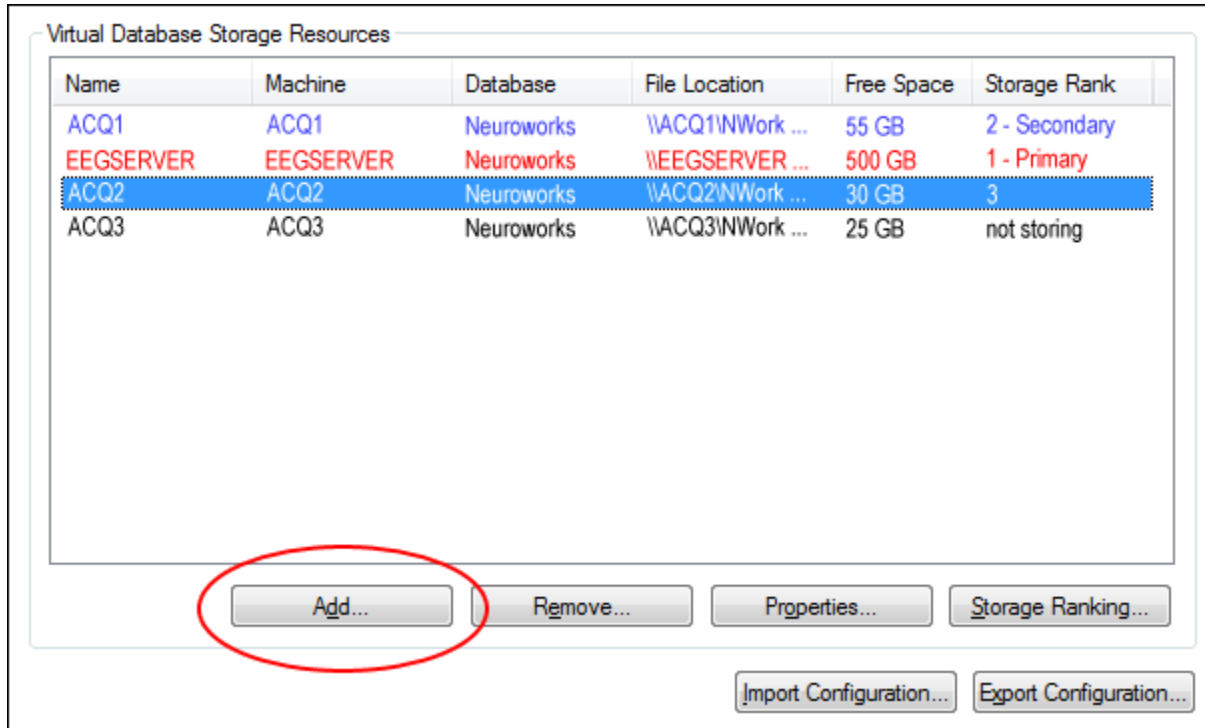 Virtual Database Storage Resources
Name Machine Database File Location Free Space Storage Rank
ACQ1 ACQ1 Neuroworks \\ACQ1\NWork ... 55 GB 2 - Secondary
EEGSERVER EEGSERVER Neuroworks \\EEGSERVER ... 500 GB 1 - Primary
ACQ2 ACQ2 Neuroworks \\ACQ2\NWork ... 30 GB 3
ACQ3 ACQ3 Neuroworks \\ACQ3\NWork ... 25 GB not storing
Add... Remove... Properties... Storage Ranking...
Import Configuration... Export Configuration...